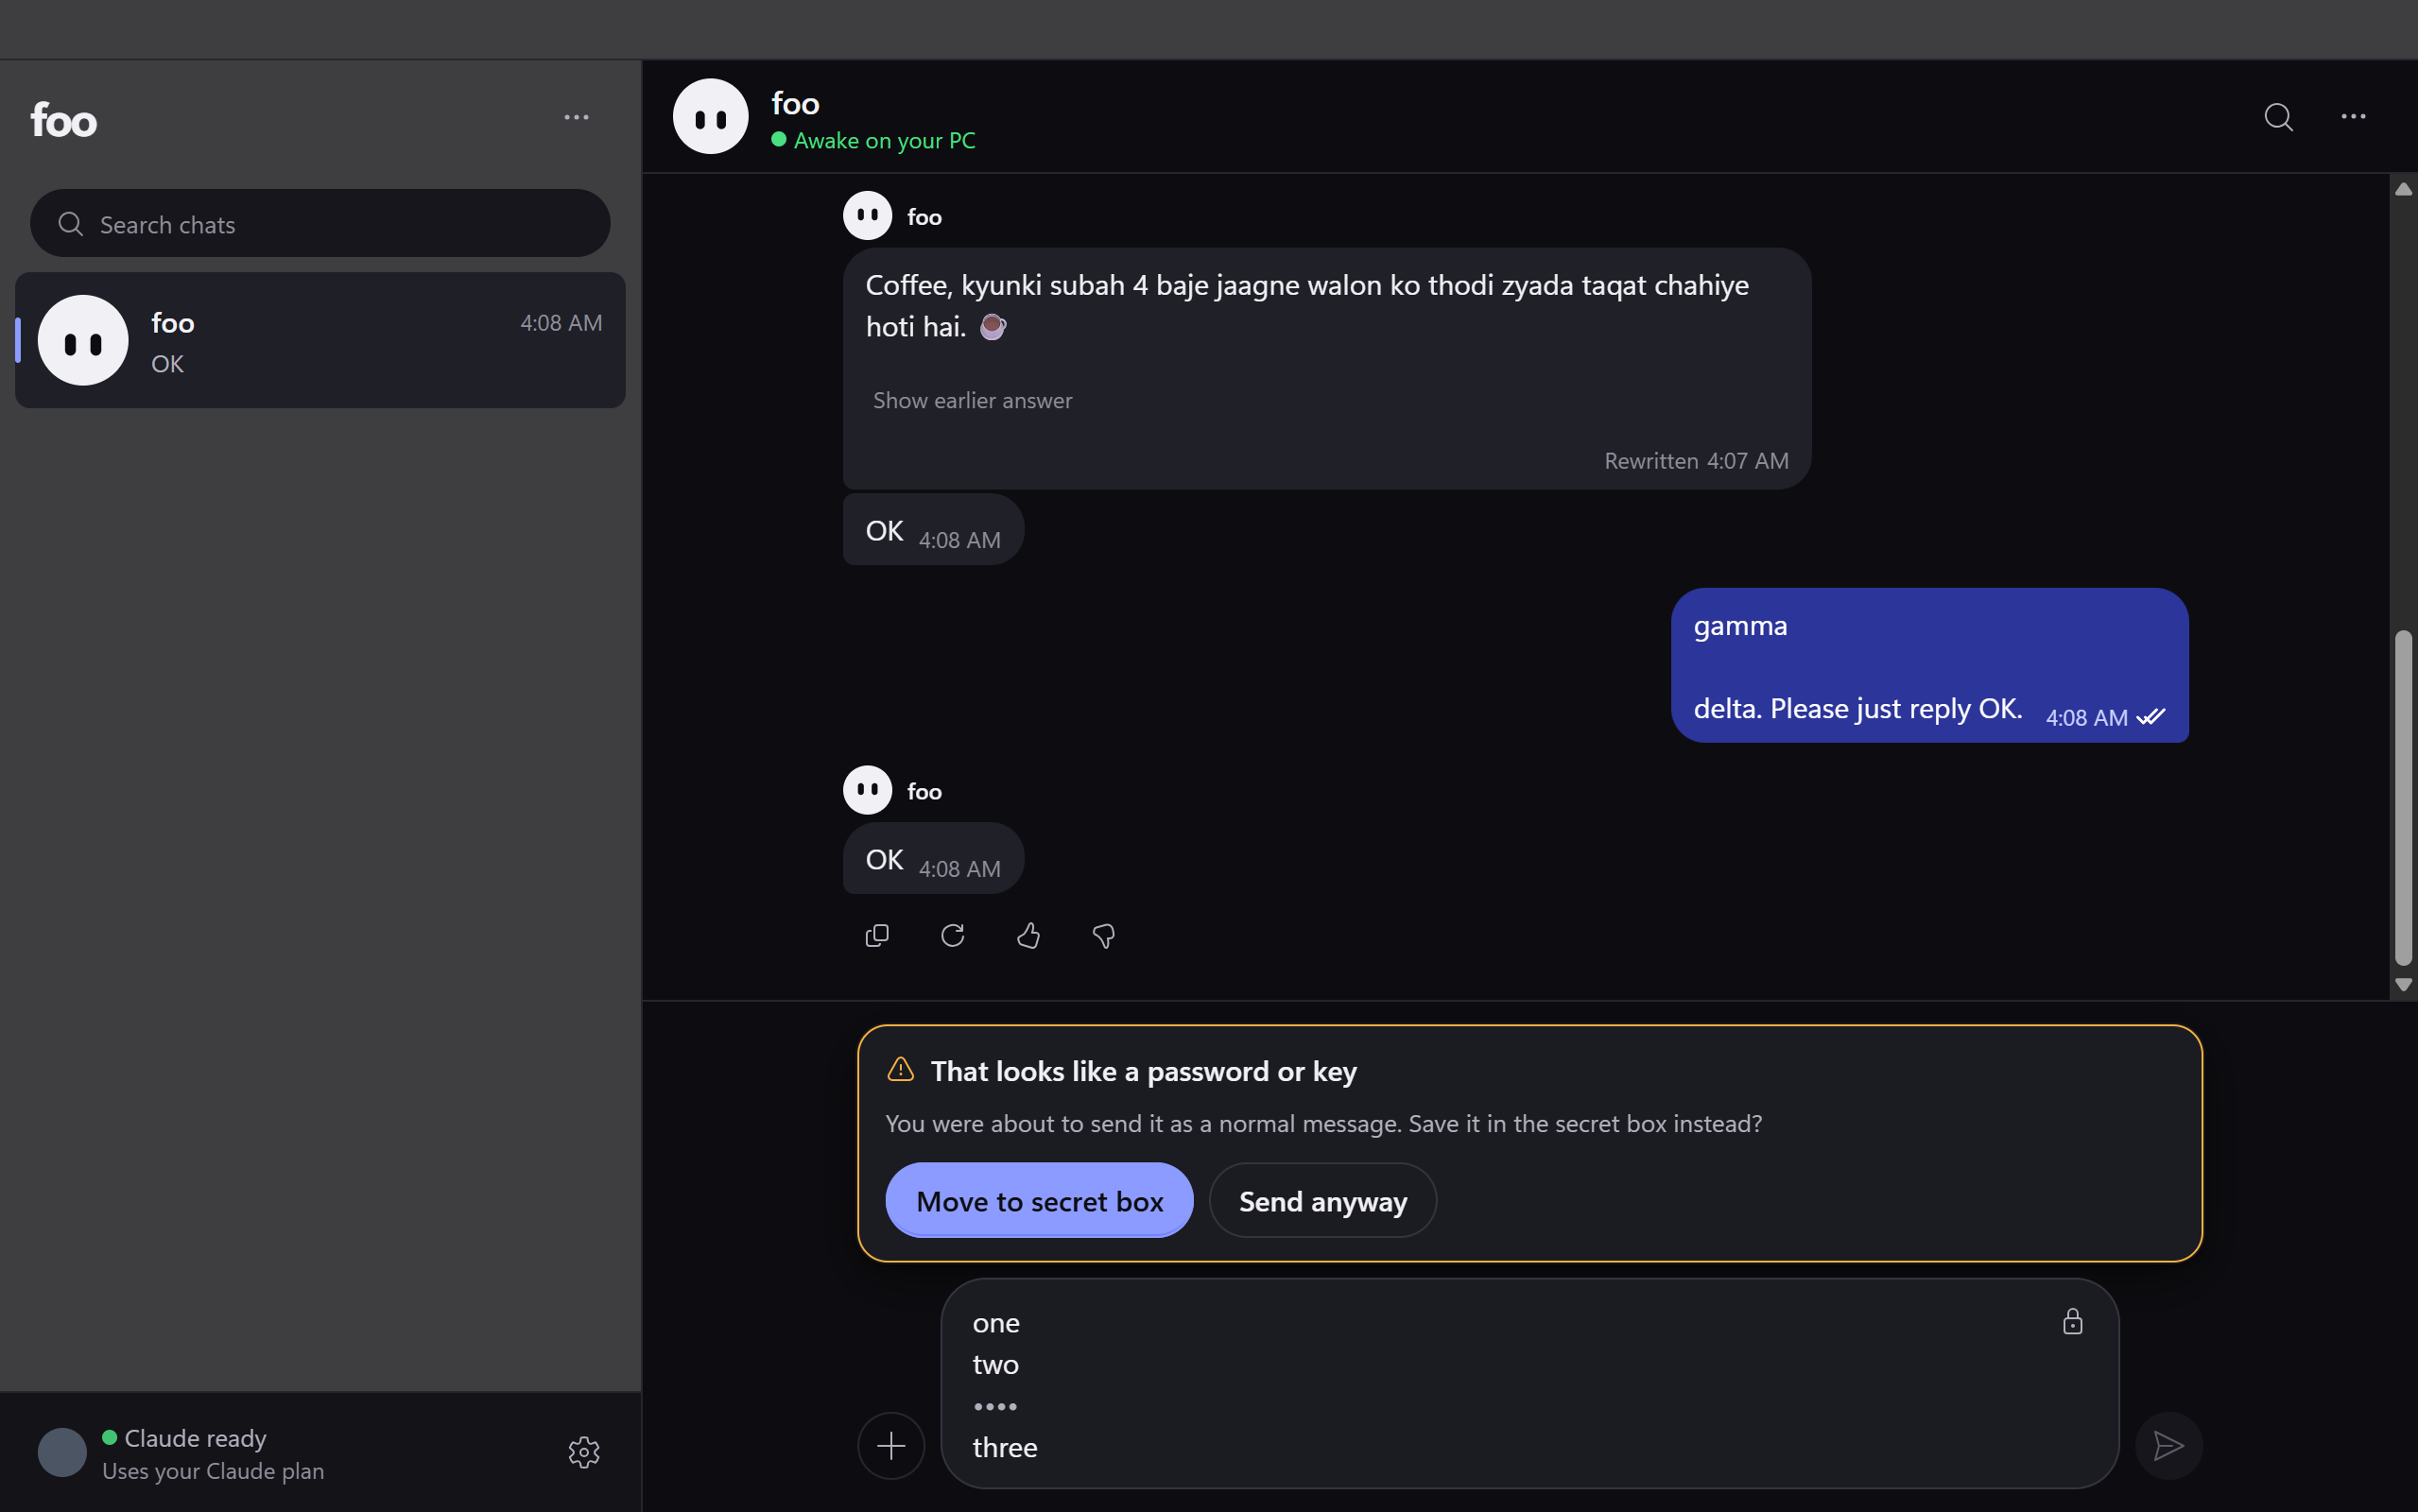 foo
Search chats
foo
4:08 AM
OK
Claude ready
Uses your Claude plan
foo
Awake on your PC
foo
Coffee, kyunki subah 4 baje jaagne walon ko thodi zyada taqat chahiye
hoti hai. ☕
Show earlier answer
Rewritten 4:07 AM
OK 4:08 AM
gamma
delta. Please just reply OK. 4:08 AM
foo
OK 4:08 AM
That looks like a password or key
You were about to send it as a normal message. Save it in the secret box instead?
Move to secret box
Send anyway
one
two
••••
three